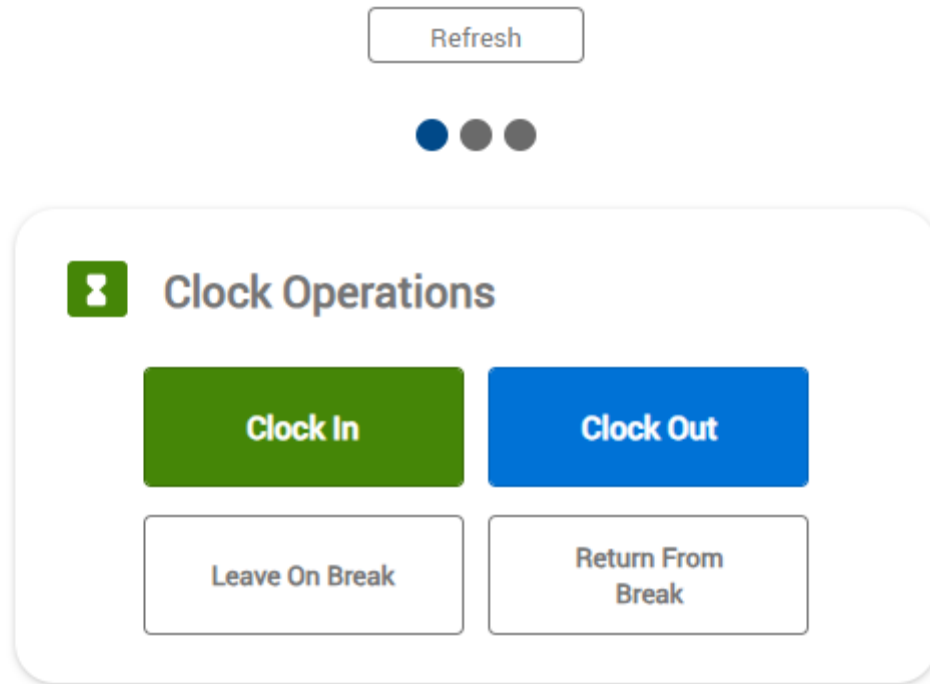 Refresh
Clock Operations
Clock In
Clock Out
Leave On Break
Return From
Break